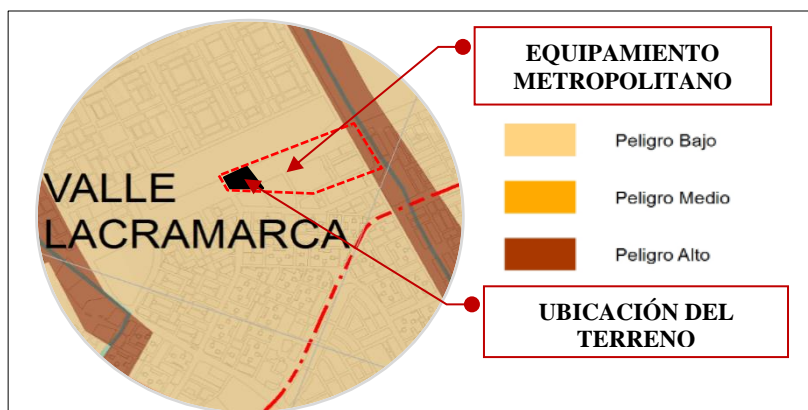 EQUIPAMIENTO
METROPOLITANO
Peligro Bajo
VALLE
LACRAMARCA
Peligro Medio
Peligro Alto
UBICACIÓN DEL
TERRENO